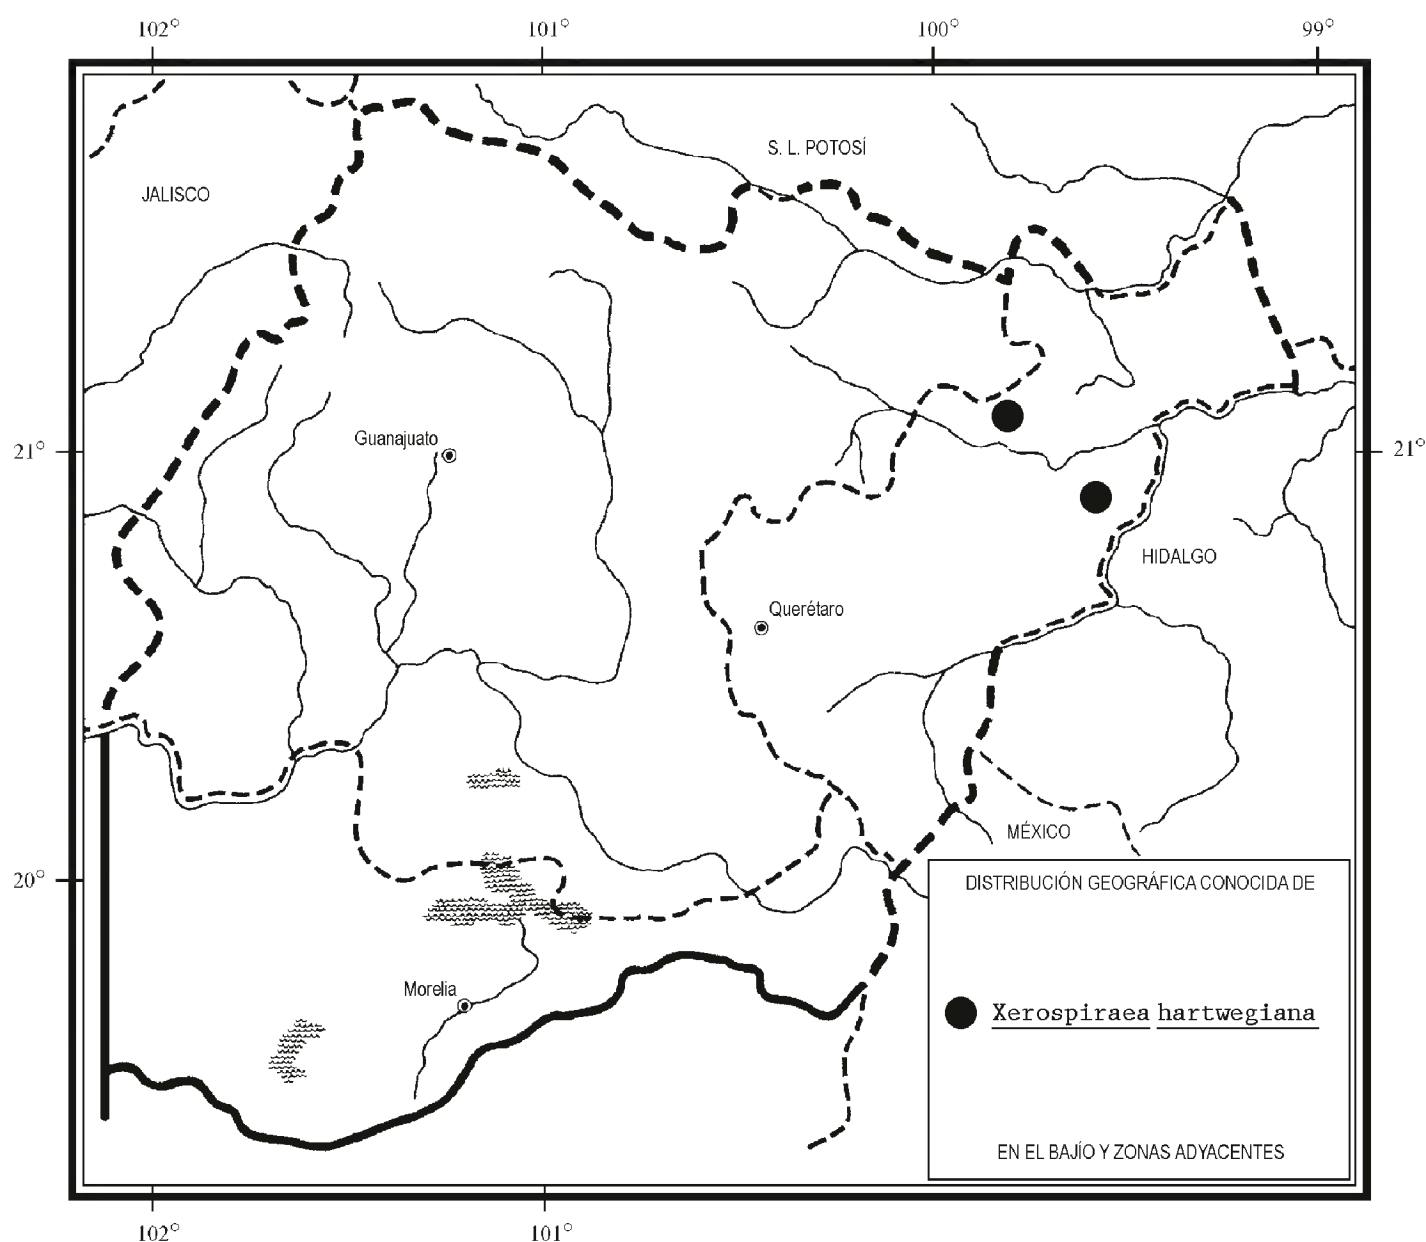 102° 101° 100° 99°
S. L. POTOSÍ
JALISCO
Guanajuato
21° 21°
HIDALGO
Querétaro
MÉXICO
20°
DISTRIBUCIÓN GEOGRÁFICA CONOCIDA DE
Morelia
Xerospiraea hartwegiana
EN EL BAJÍO Y ZONAS ADYACENTES
102° 101°